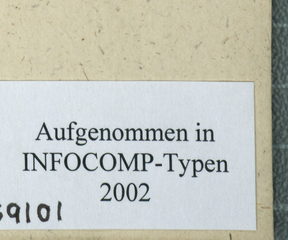 Aufgenommen in
INFOCOMP-Typen
2002